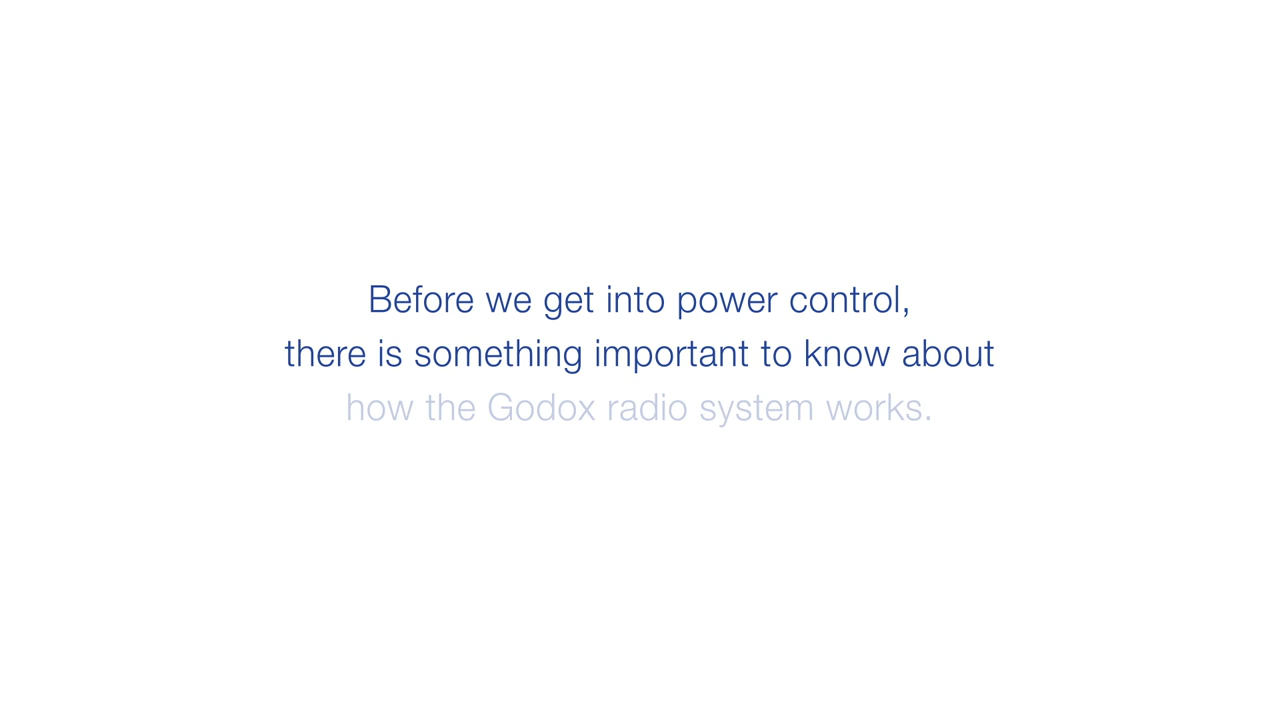 Before we get into power control,
there is something important to know about
how the Godox radio system works.